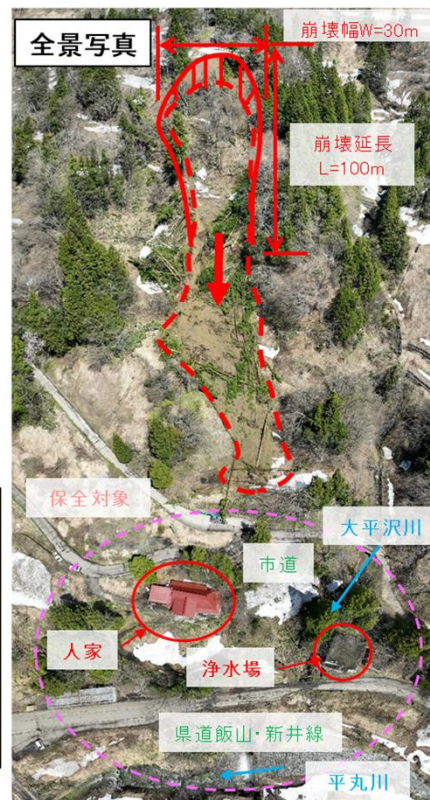 全景写真
崩壊幅W=30m
崩壊延長
L=100m
保全対象
大平沢川
市道
人家
浄水場
県道飯山・新井線
平丸川